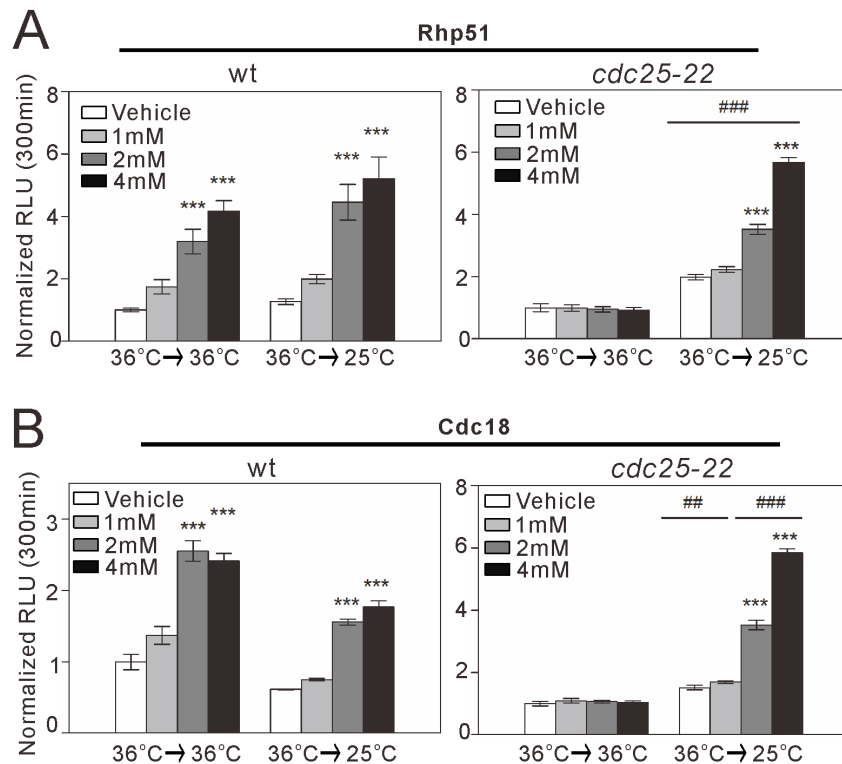 A
Rhp51
wt
cdc25-22
Normalized RLU (300min)
8
6
4
2
0
Vehicle
1mM
2mM
4mM
***
***
***
***
36°C→36°C
36°C→25°C
8
6
4
2
0
Vehicle
1mM
2mM
4mM
###
***
***
36°C→36°C
36°C→25°C
B
Cdc18
wt
cdc25-22
Normalized RLU (300min)
3
2
1
0
Vehicle
1mM
2mM
4mM
***
***
***
***
36°C→36°C
36°C→25°C
8
6
4
2
0
Vehicle
1mM
2mM
4mM
##
###
***
***
36°C→36°C
36°C→25°C